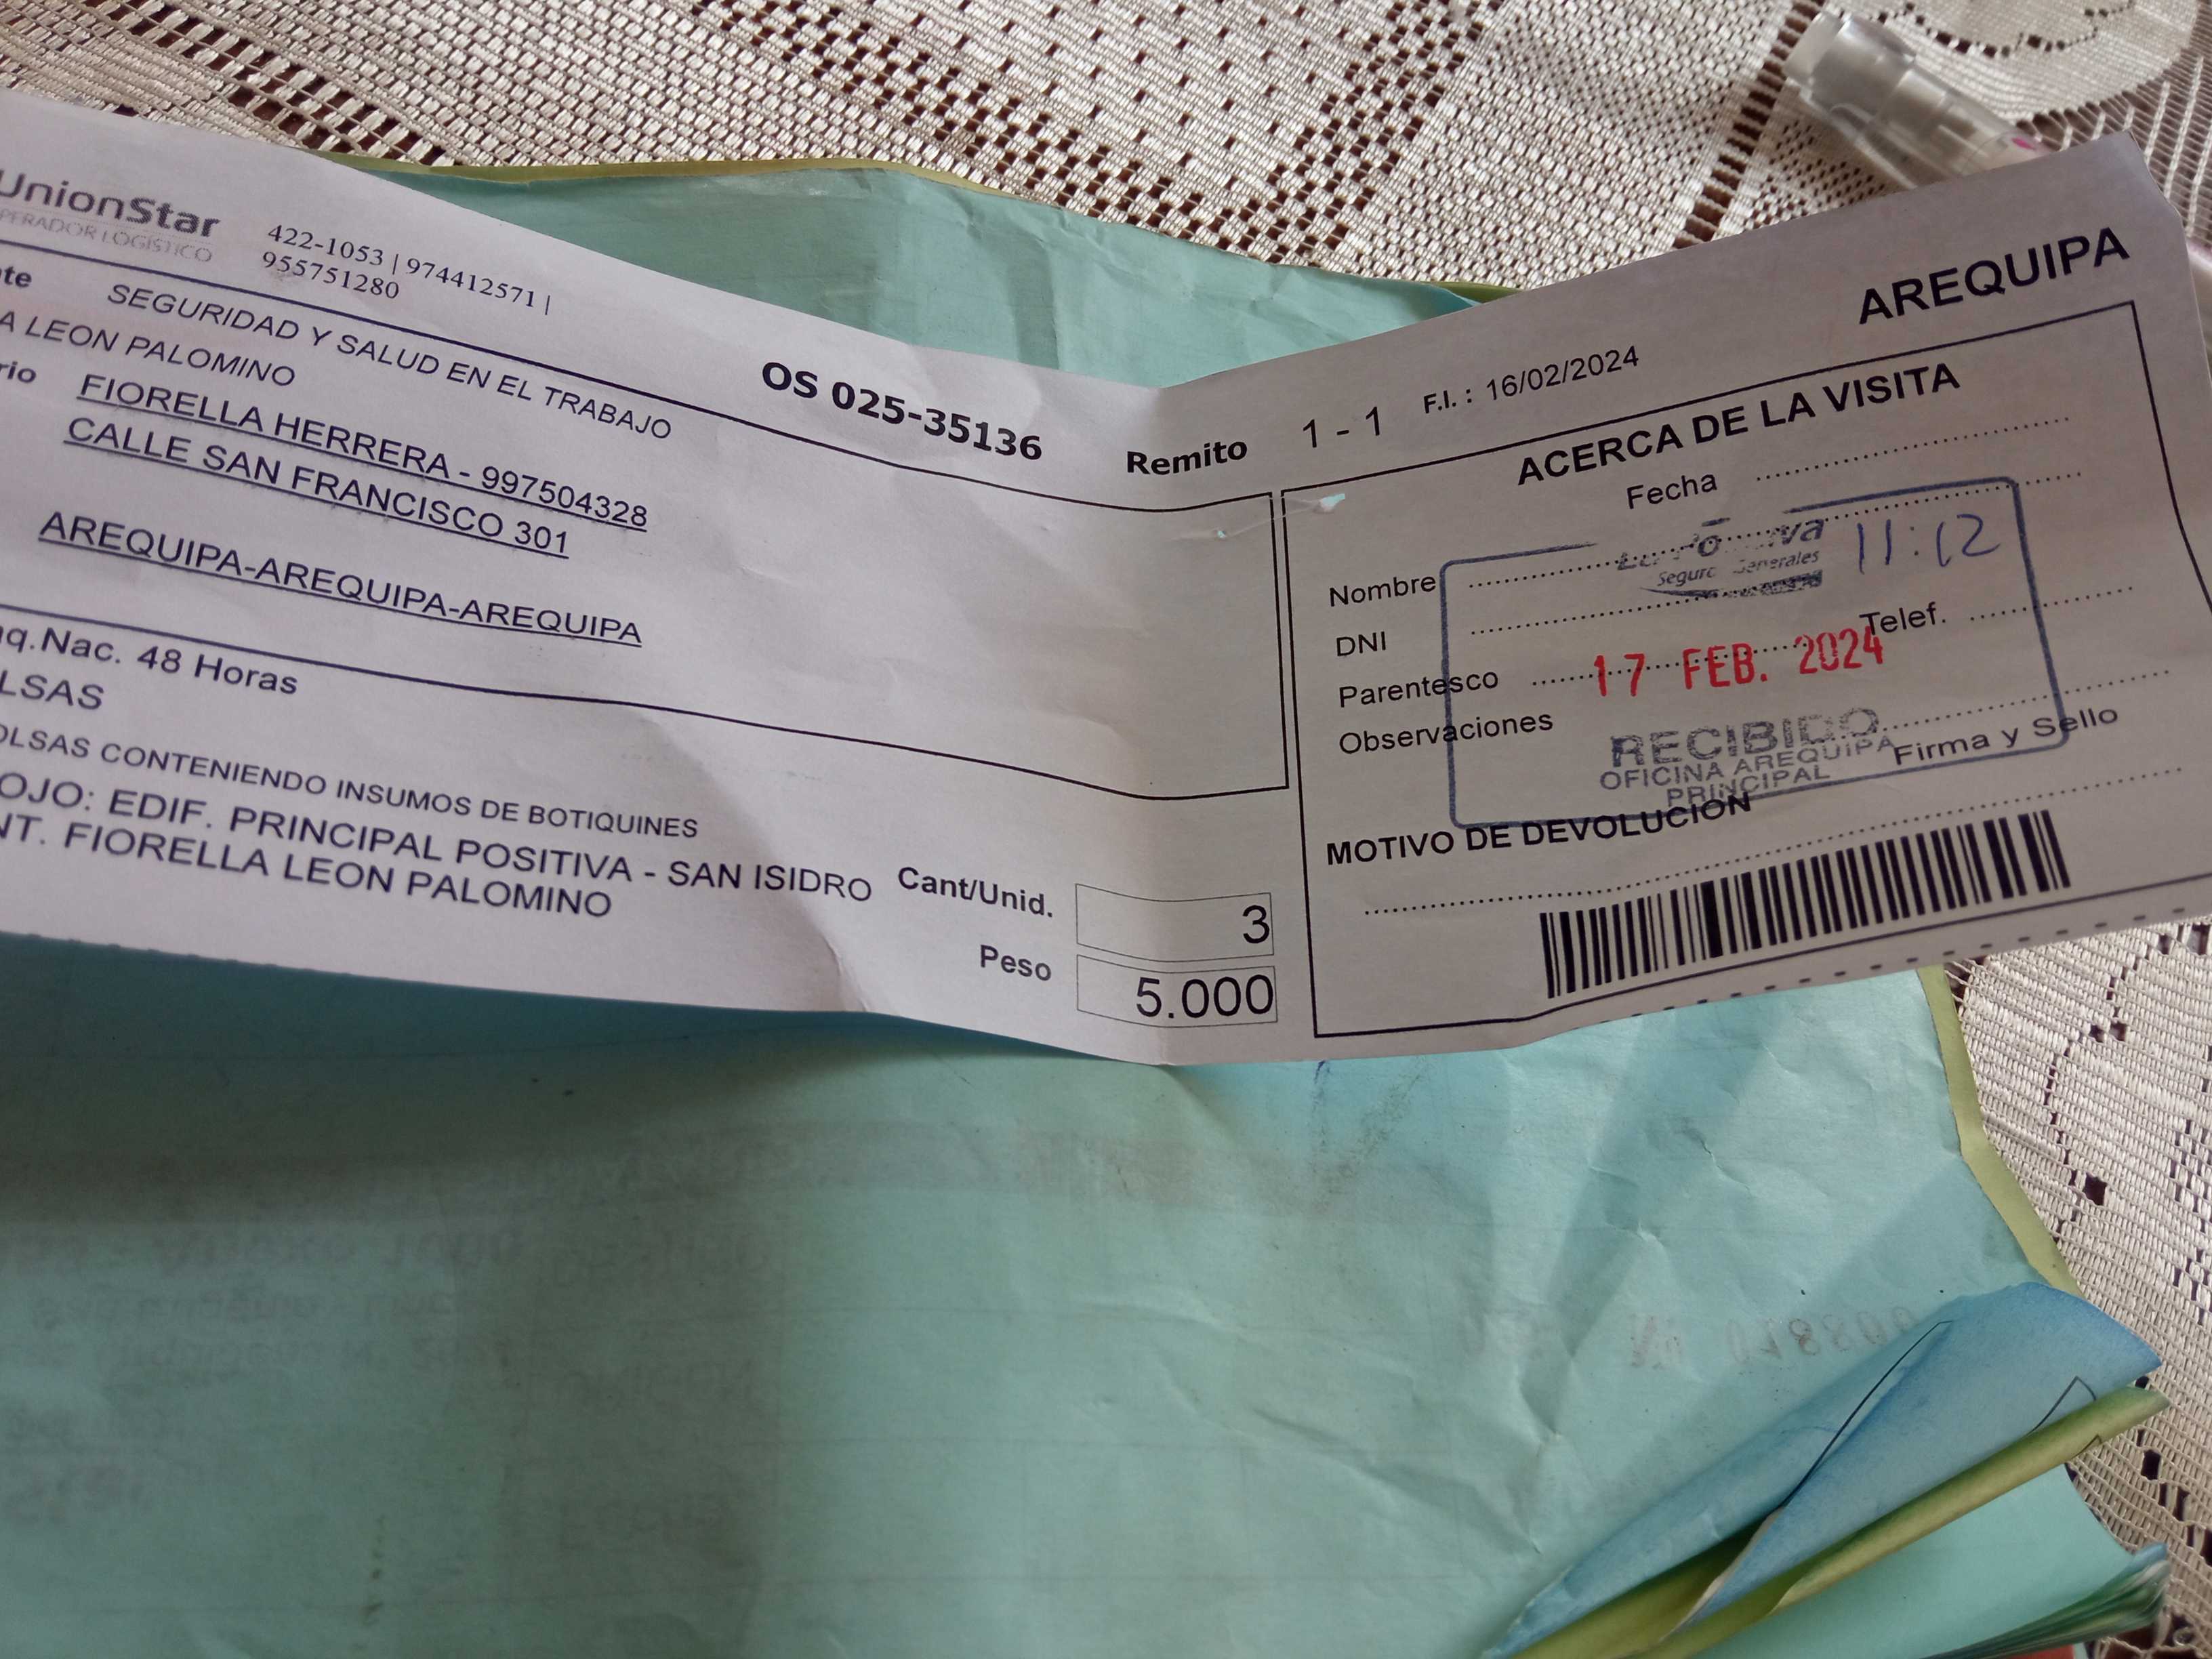 UnionStar
OPERADOR LOGÍSTICO
422-1053 | 974412571 |
955751280
SEGURIDAD Y SALUD EN EL TRABAJO
A LEON PALOMINO
FIORELLA HERRERA - 997504328
CALLE SAN FRANCISCO 301
AREQUIPA-AREQUIPA-AREQUIPA
q.Nac. 48 Horas
LSAS
OLSAS CONTENIENDO INSUMOS DE BOTIQUINES
OJO: EDIF. PRINCIPAL POSITIVA - SAN ISIDRO
NT. FIORELLA LEON PALOMINO
OS 025-35136
Remito 1 - 1 F.I. : 16/02/2024
Cant/Unid. 3
Peso 5.000
AREQUIPA
ACERCA DE LA VISITA
Fecha
Nombre
DNI
Telef.
Parentesco
Observaciones
Firma y Sello
MOTIVO DE DEVOLUCION
Generales
11:12
17 FEB. 2024
RECIBIDO
OFICINA AREQUIPA
PRINCIPAL